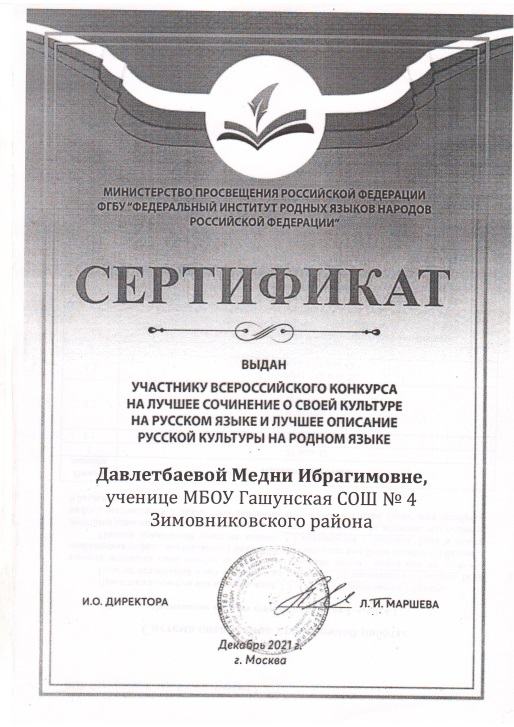 МИНИСТЕРСТВО ПРОСВЕЩЕНИЯ РОССИЙСКОЙ ФЕДЕРАЦИИ
ФГБУ "ФЕДЕРАЛЬНЫЙ ИНСТИТУТ РОДНЫХ ЯЗЫКОВ НАРОДОВ
РОССИЙСКОЙ ФЕДЕРАЦИИ"
СЕРТИФИКАТ
ВЫДАН
УЧАСТНИКУ ВСЕРОССИЙСКОГО КОНКУРСА
НА ЛУЧШЕЕ СОЧИНЕНИЕ О СВОЕЙ КУЛЬТУРЕ
НА РУССКОМ ЯЗЫКЕ И ЛУЧШЕЕ ОПИСАНИЕ
РУССКОЙ КУЛЬТУРЫ НА РОДНОМ ЯЗЫКЕ
Давлетбаевой Медни Ибрагимовне,
ученице МБОУ Гашунская СОШ № 4
Зимовниковского района
И.О. ДИРЕКТОРА
Л.И. МАРШЕВА
Декабрь 2021 г.
г. Москва